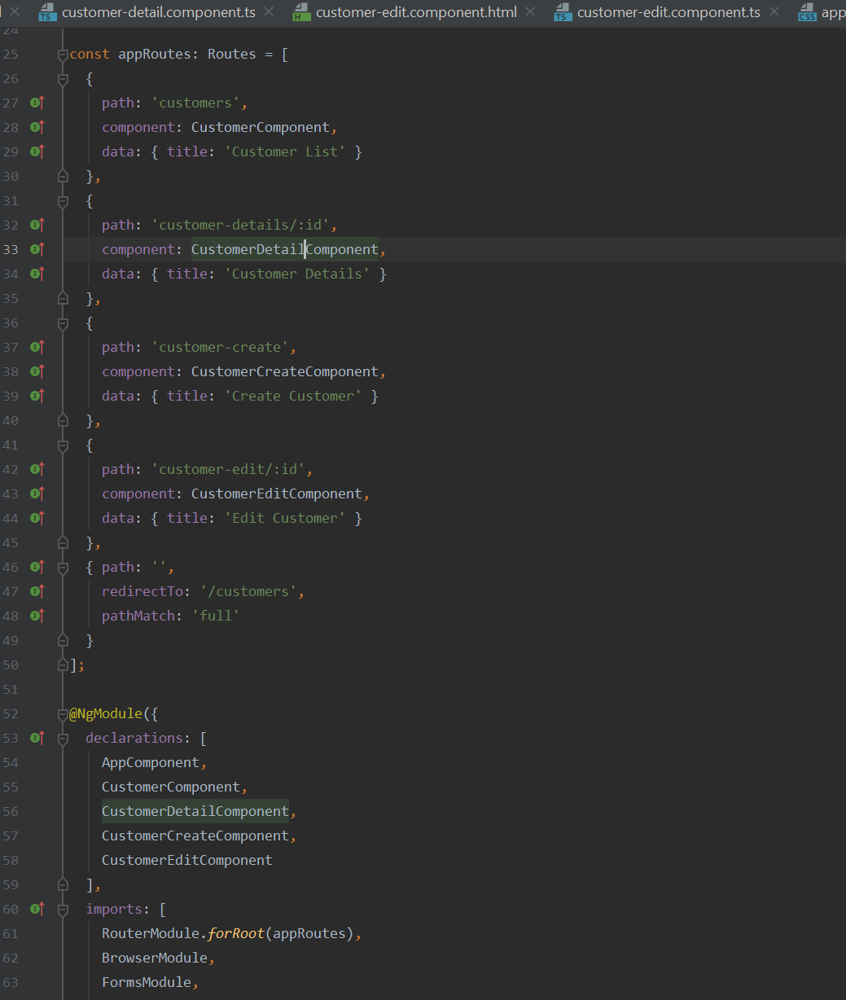 customer-detail.component.ts customer-edit.component.html customer-edit.component.ts
24
25 const appRoutes: Routes = [
26 {
27 path: 'customers',
28 component: CustomerComponent,
29 data: { title: 'Customer List' }
30 },
31 {
32 path: 'customer-details/:id',
33 component: CustomerDetailComponent,
34 data: { title: 'Customer Details' }
35 },
36 {
37 path: 'customer-create',
38 component: CustomerCreateComponent,
39 data: { title: 'Create Customer' }
40 },
41 {
42 path: 'customer-edit/:id',
43 component: CustomerEditComponent,
44 data: { title: 'Edit Customer' }
45 },
46 { path: '',
47 redirectTo: '/customers',
48 pathMatch: 'full'
49 }
50 ];
51
52 @NgModule({
53 declarations: [
54 AppComponent,
55 CustomerComponent,
56 CustomerDetailComponent,
57 CustomerCreateComponent,
58 CustomerEditComponent
59 ],
60 imports: [
61 RouterModule.forRoot(appRoutes),
62 BrowserModule,
63 FormsModule,